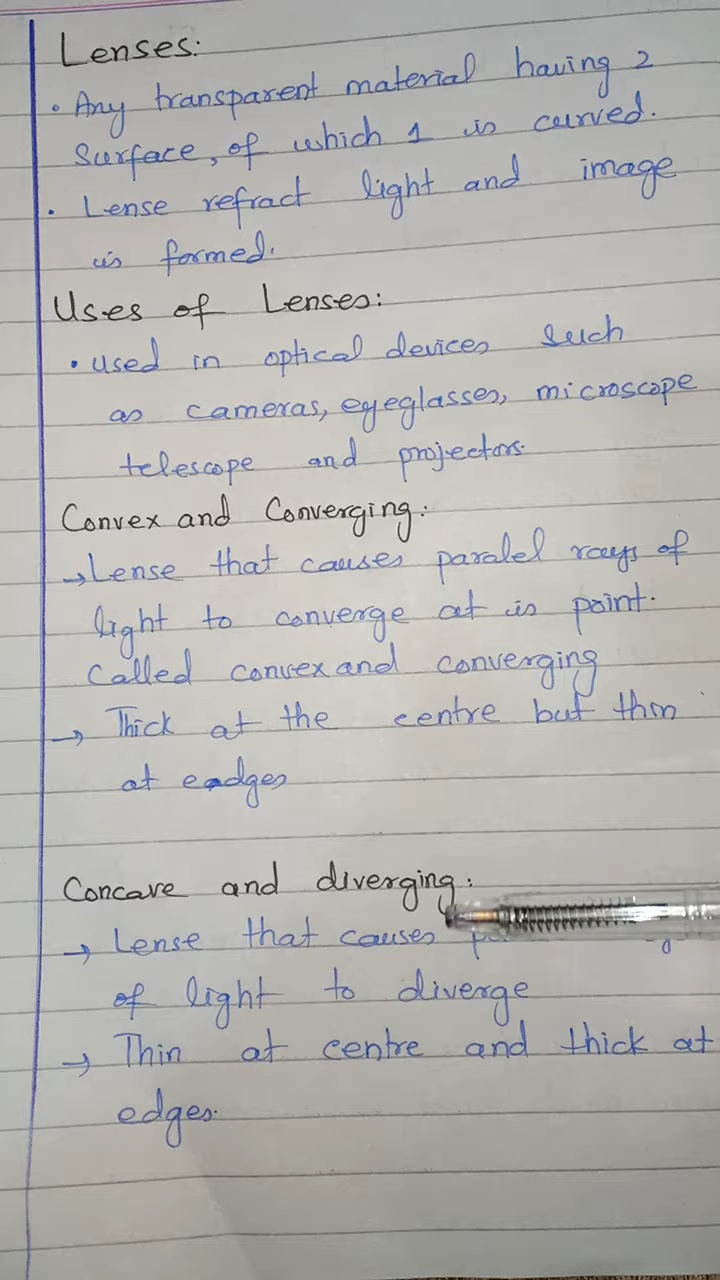 Lenses:
• Any transparent material having 2
Surface, of which 1 is curved.
• Lense refract light and image
is formed.
Uses of Lenses:
• used in optical devices such
as cameras, eyeglasses, microscope
telescope and projectors.
Convex and Converging:
→ Lense that causes paralel rays of
light to converge at is point.
Called convex and converging
→ Thick at the centre but thin
at edges
Concave and diverging:
→ Lense that causes
of light to diverge
→ Thin at centre and thick at
edges.